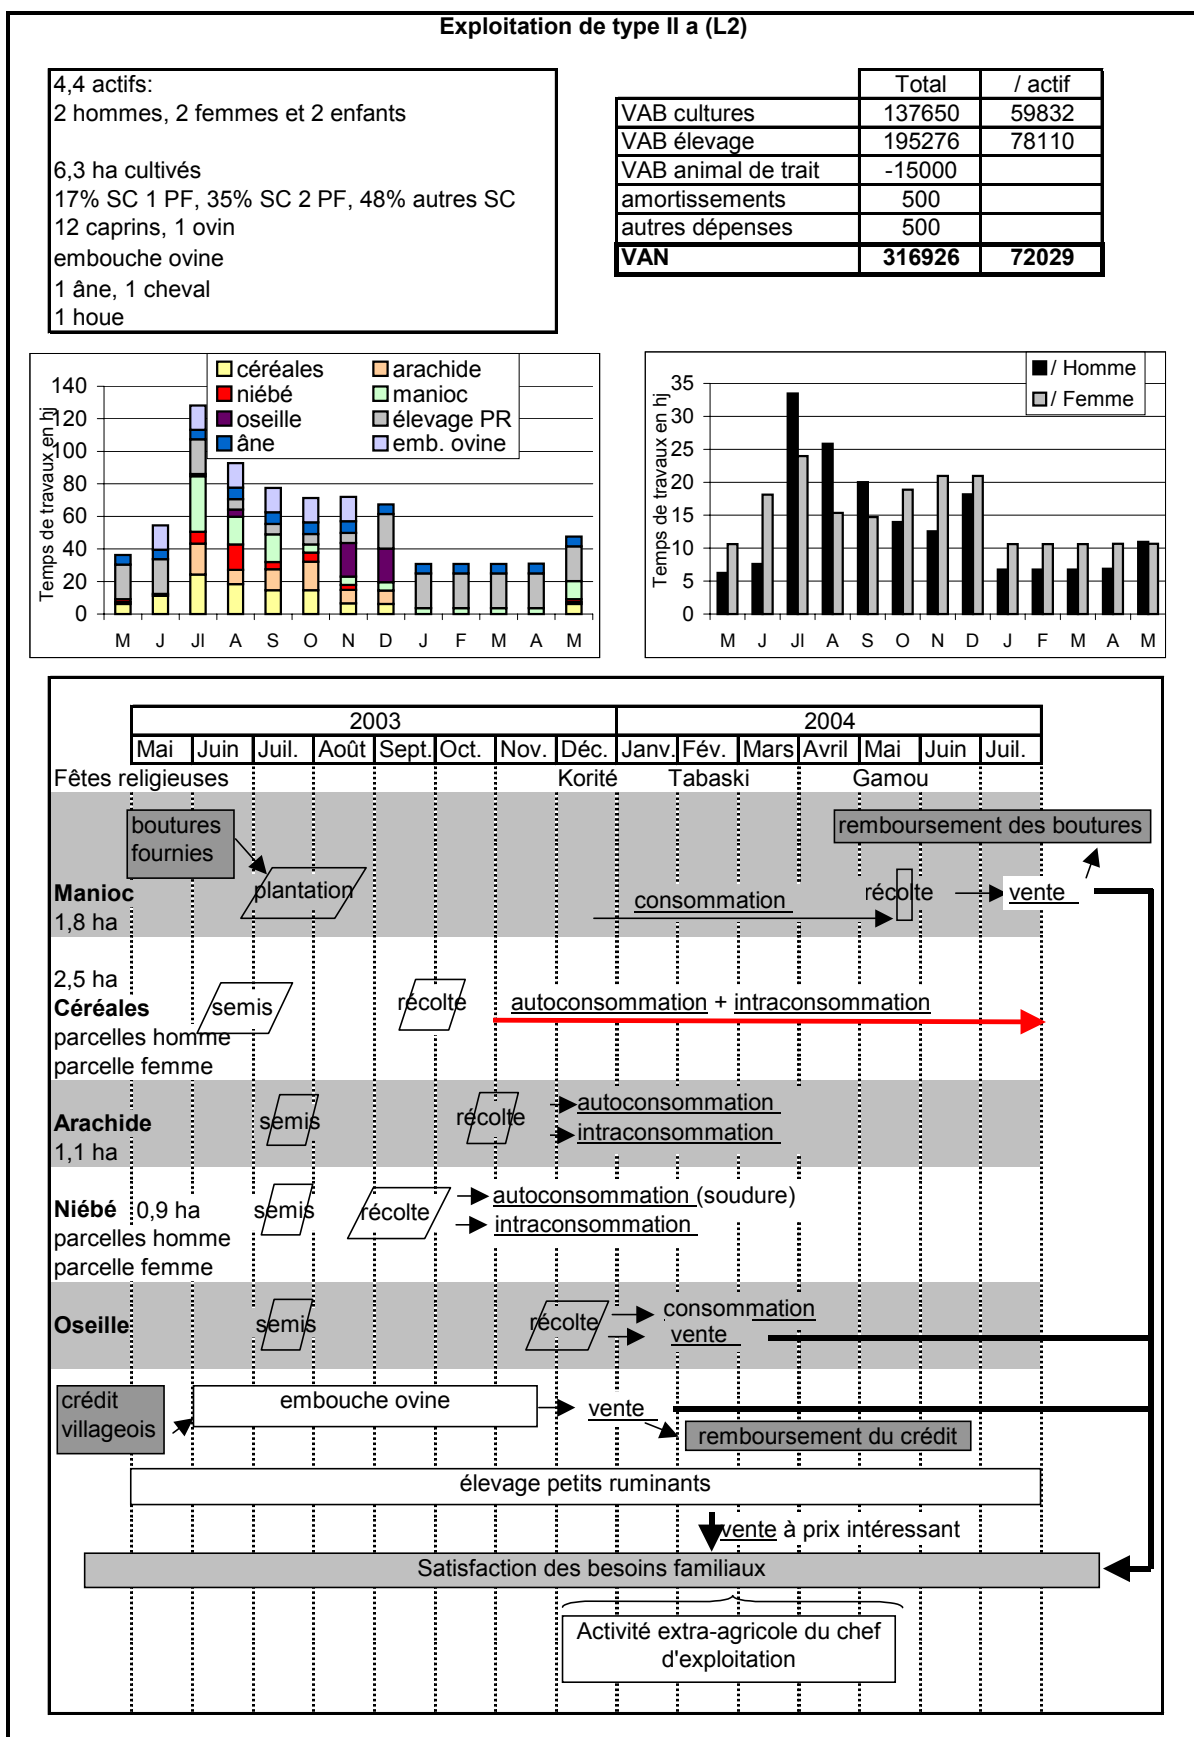 Exploitation de type II a (L2)
4,4 actifs:
2 hommes, 2 femmes et 2 enfants
6,3 ha cultivés
17% SC 1 PF, 35% SC 2 PF, 48% autres SC
12 caprins, 1 ovin
embouche ovine
1 âne, 1 cheval
1 houe
Total / actif
VAB cultures 137650 59832
VAB élevage 195276 78110
VAB animal de trait -15000
amortissements 500
autres dépenses 500
VAN 316926 72029
Temps de travaux en hj
140
120
100
80
60
40
20
0
céréales arachide
niébé manioc
oseille élevage PR
âne emb. ovine
M J Jl A S O N D J F M A M
Temps de travaux en hj
35
30
25
20
15
10
5
0
/ Homme
/ Femme
M J Jl A S O N D J F M A M
2003 2004
Mai Juin Juil. Août Sept. Oct. Nov. Déc. Janv. Fév. Mars Avril Mai Juin Juil.
Fêtes religieuses Korité Tabaski Gamou
boutures
fournies
remboursement des boutures
Manioc
1,8 ha
plantation
consommation
récolte
vente
2,5 ha
Céréales
parcelles homme
parcelle femme
semis
récolte
autoconsommation + intraconsommation
Arachide
1,1 ha
semis
récolte
autoconsommation
intraconsommation
Niébé 0,9 ha
parcelles homme
parcelle femme
semis
récolte
autoconsommation (soudure)
intraconsommation
Oseille
semis
récolte
consommation
vente
crédit
villageois
embouche ovine
vente
remboursement du crédit
élevage petits ruminants
vente à prix intéressant
Satisfaction des besoins familiaux
Activité extra-agricole du chef
d'exploitation